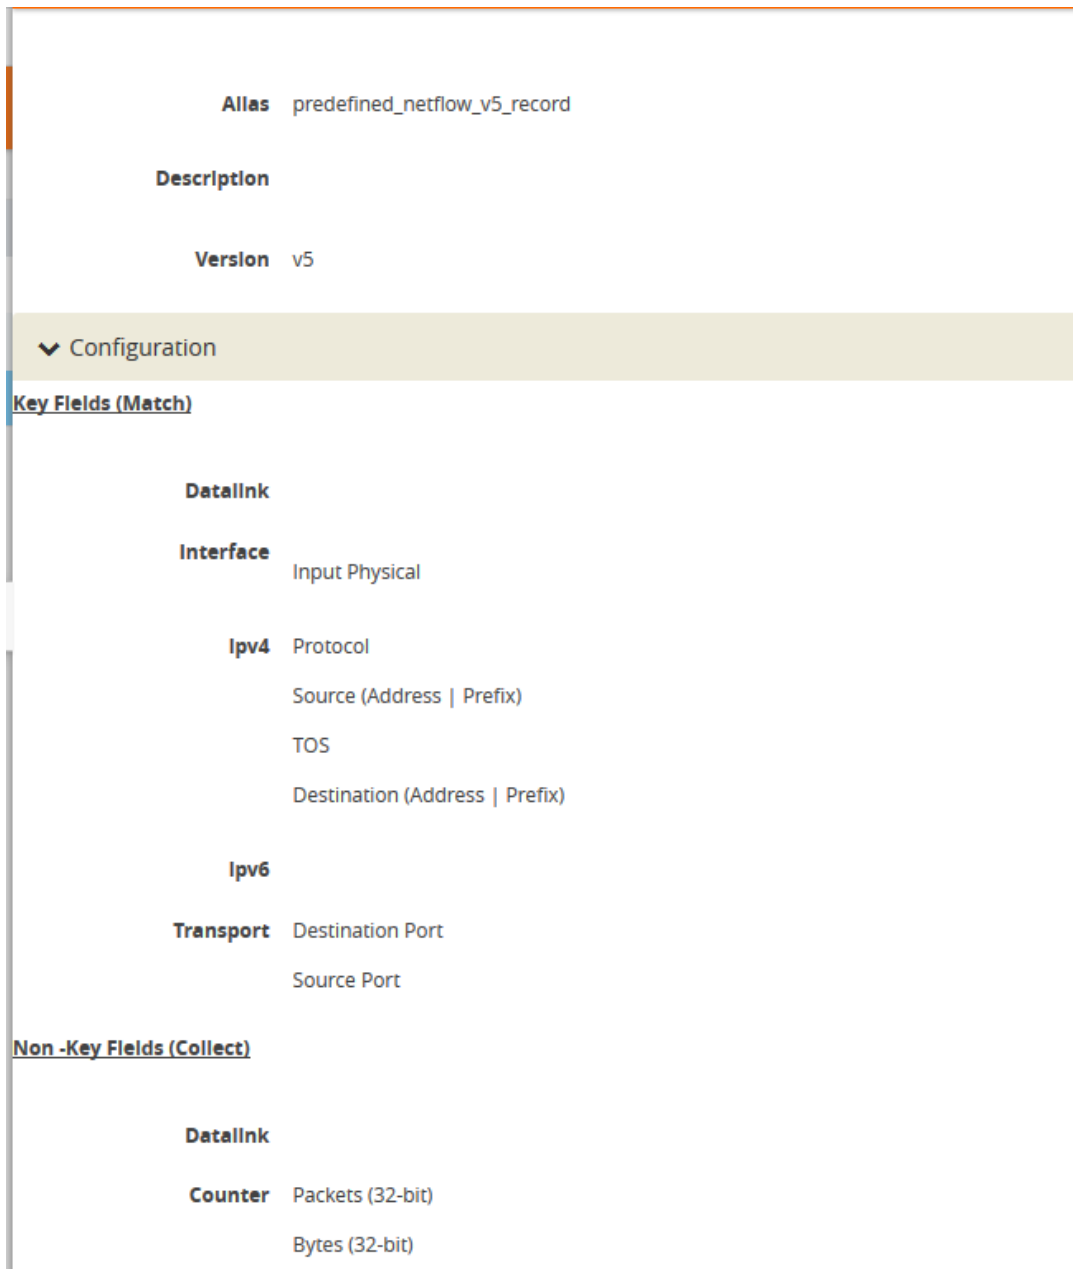 Alias predefined_netflow_v5_record
Description
Version v5
Configuration
Key Fields (Match)
Datalink
Interface
Input Physical
Ipv4 Protocol
Source (Address | Prefix)
TOS
Destination (Address | Prefix)
Ipv6
Transport Destination Port
Source Port
Non -Key Fields (Collect)
Datalink
Counter Packets (32-bit)
Bytes (32-bit)